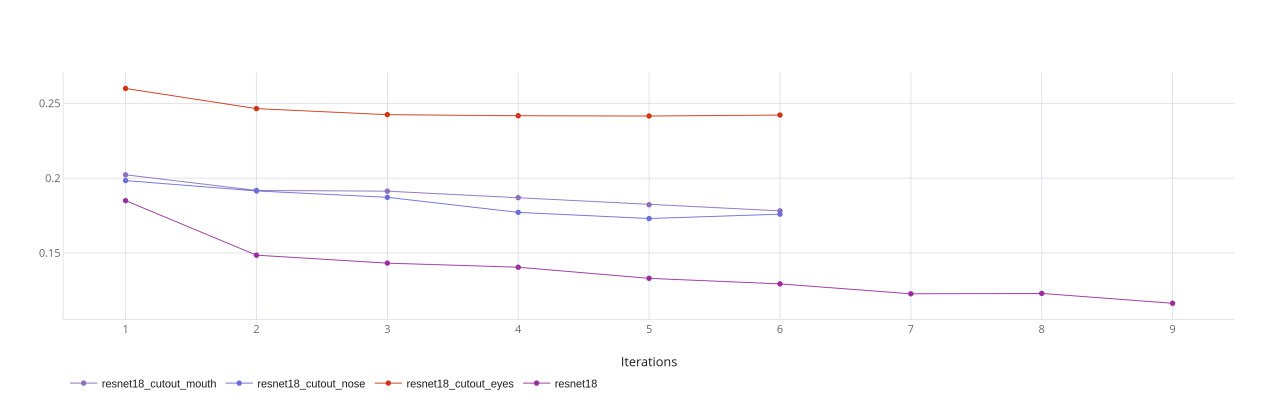 0.25
0.2
0.15
1 2 3 4 5 6 7 8 9
Iterations
resnet18_cutout_mouth resnet18_cutout_nose resnet18_cutout_eyes resnet18